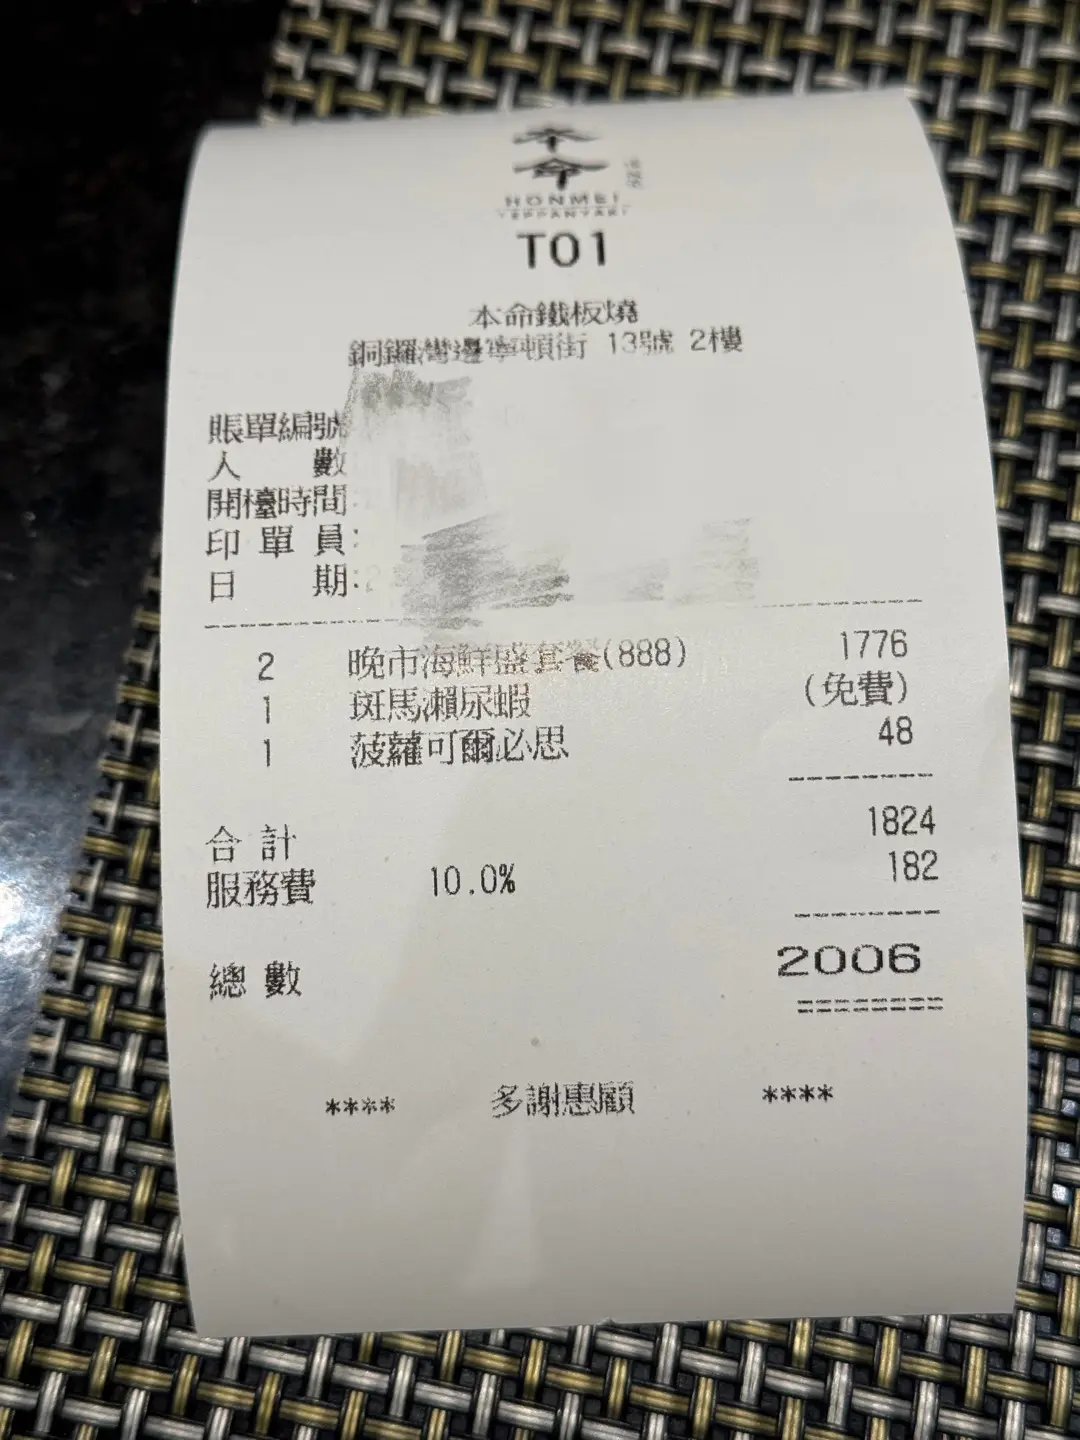 本命
HONMEI
TEPPANYAKI
T01
本命鐵板燒
銅鑼灣邊寧頓街 13號 2樓
賬單編號
人 數
開檯時間:
印單員:
日 期:2
2 晚市海鮮盛套餐(888) 1776
1 斑馬瀨尿蝦 (免費)
1 菠蘿可爾必思 48
合計 1824
服務費 10.0% 182
總數 2006
**** 多謝惠顧 ****